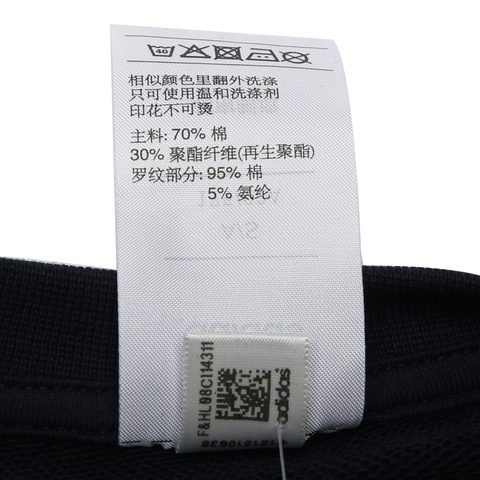 40
相似颜色里翻外洗涤
只可使用温和洗涤剂
印花不可烫
主料: 70% 棉
30% 聚酯纤维(再生聚酯)
罗纹部分: 95% 棉
5% 氨纶
A/S
F&HL08CI14311
adidas